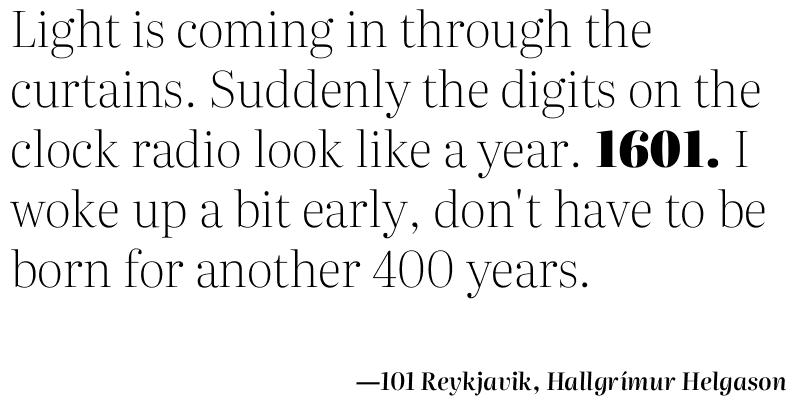 Light is coming in through the
curtains. Suddenly the digits on the
clock radio look like a year. 1601. I
woke up a bit early, don't have to be
born for another 400 years.
—101 Reykjavik, Hallgrímur Helgason